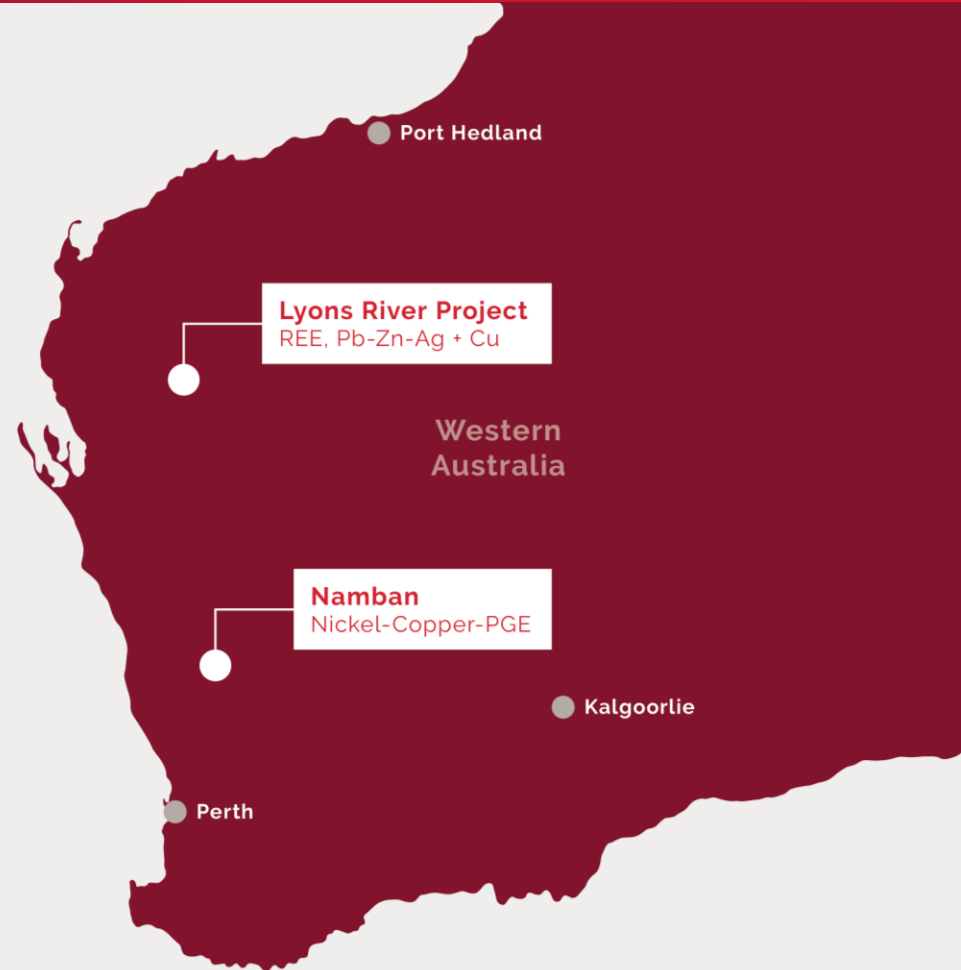 Port Hedland
Lyons River Project
REE, Pb-Zn-Ag + Cu
Western
Australia
Namban
Nickel-Copper-PGE
Kalgoorlie
Perth